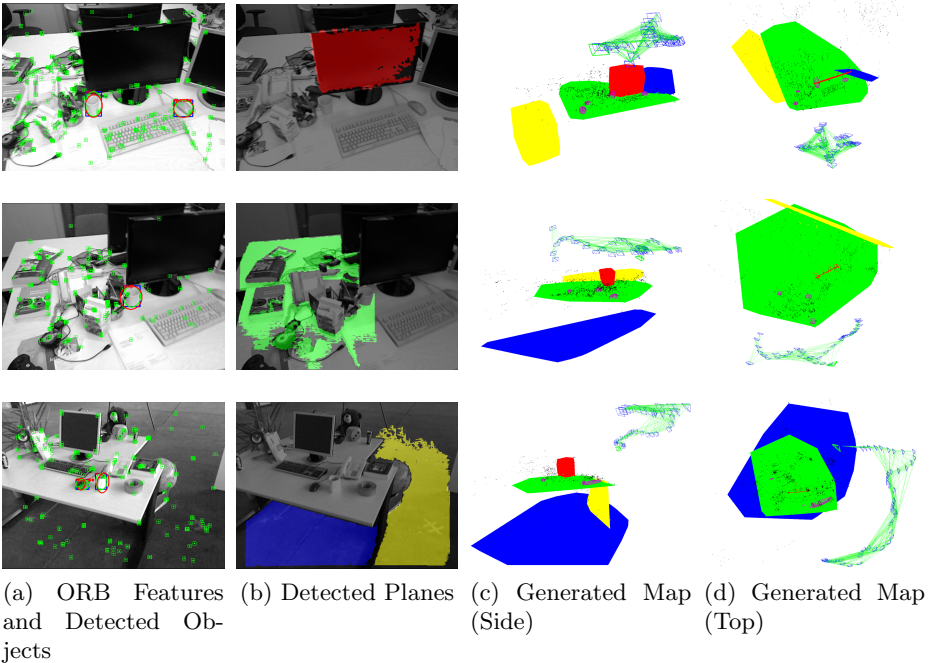 (a) ORB Features
and Detected Ob-
jects
(b) Detected Planes
(c) Generated Map
(Side)
(d) Generated Map
(Top)